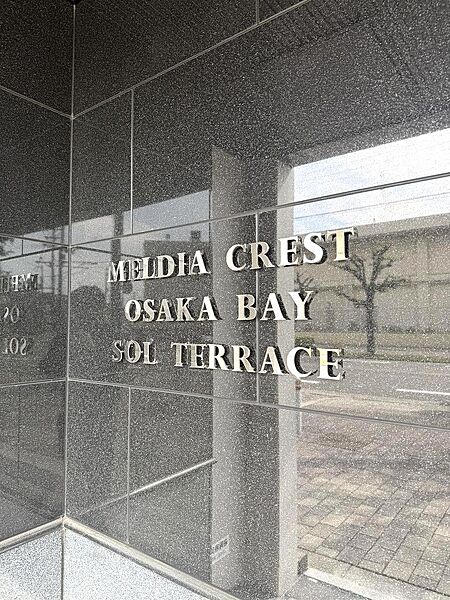 MELDIA CREST
OSAKA BAY
SOL TERRACE